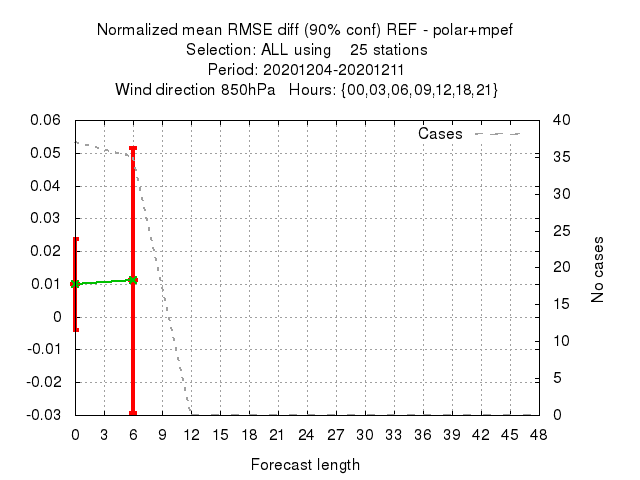 Normalized mean RMSE diff (90% conf) REF - polar+mpef
Selection: ALL using    25 stations
Period: 20201204-20201211
Wind direction 850hPa   Hours: {00,03,06,09,12,18,21}
Cases
0.06
0.05
0.04
0.03
0.02
0.01
0
-0.01
-0.02
-0.03
40
35
30
25
20
15
10
5
0
No cases
0 3 6 9 12 15 18 21 24 27 30 33 36 39 42 45 48
Forecast length